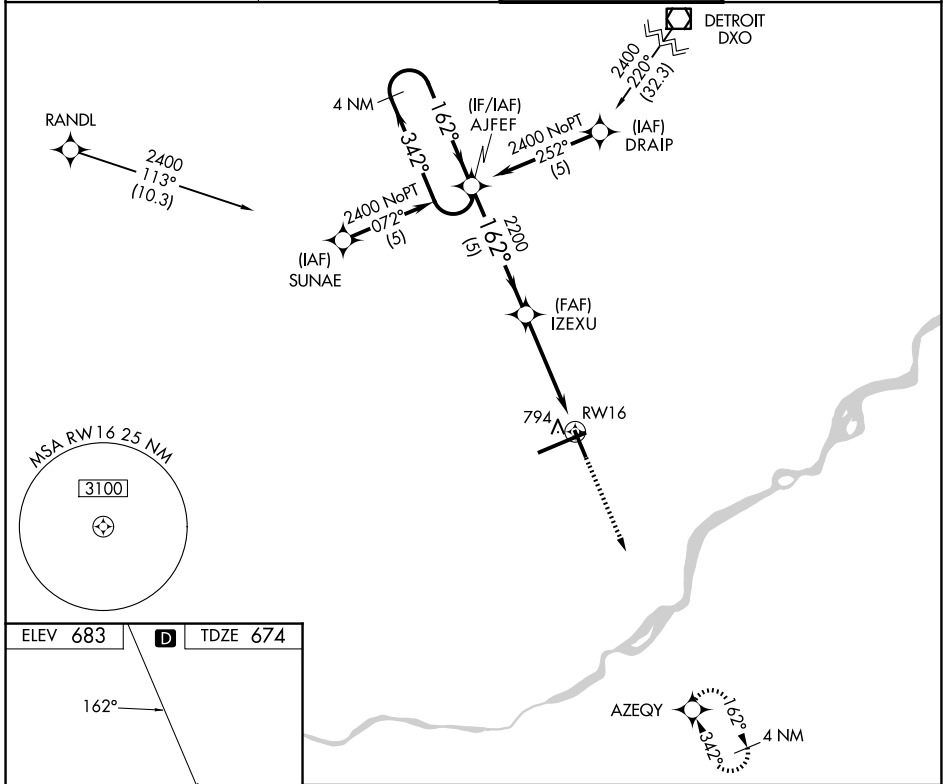 DETROIT
DXO
2400
220°
(32.3)
4 NM
162°
342°
(IF/IAF)
AJFEF
2400 NoPT
252°
(5)
(IAF)
DRAIP
RANDL
2400
113°
(10.3)
2400 NoPT
072°
(5)
(IAF)
SUNAE
2200
162°
(5)
(FAF)
IZEXU
794
RW16
MSA RW16 25 NM
3100
ELEV 683
D
TDZE 674
162°
AZEQY
162°
342°
4 NM